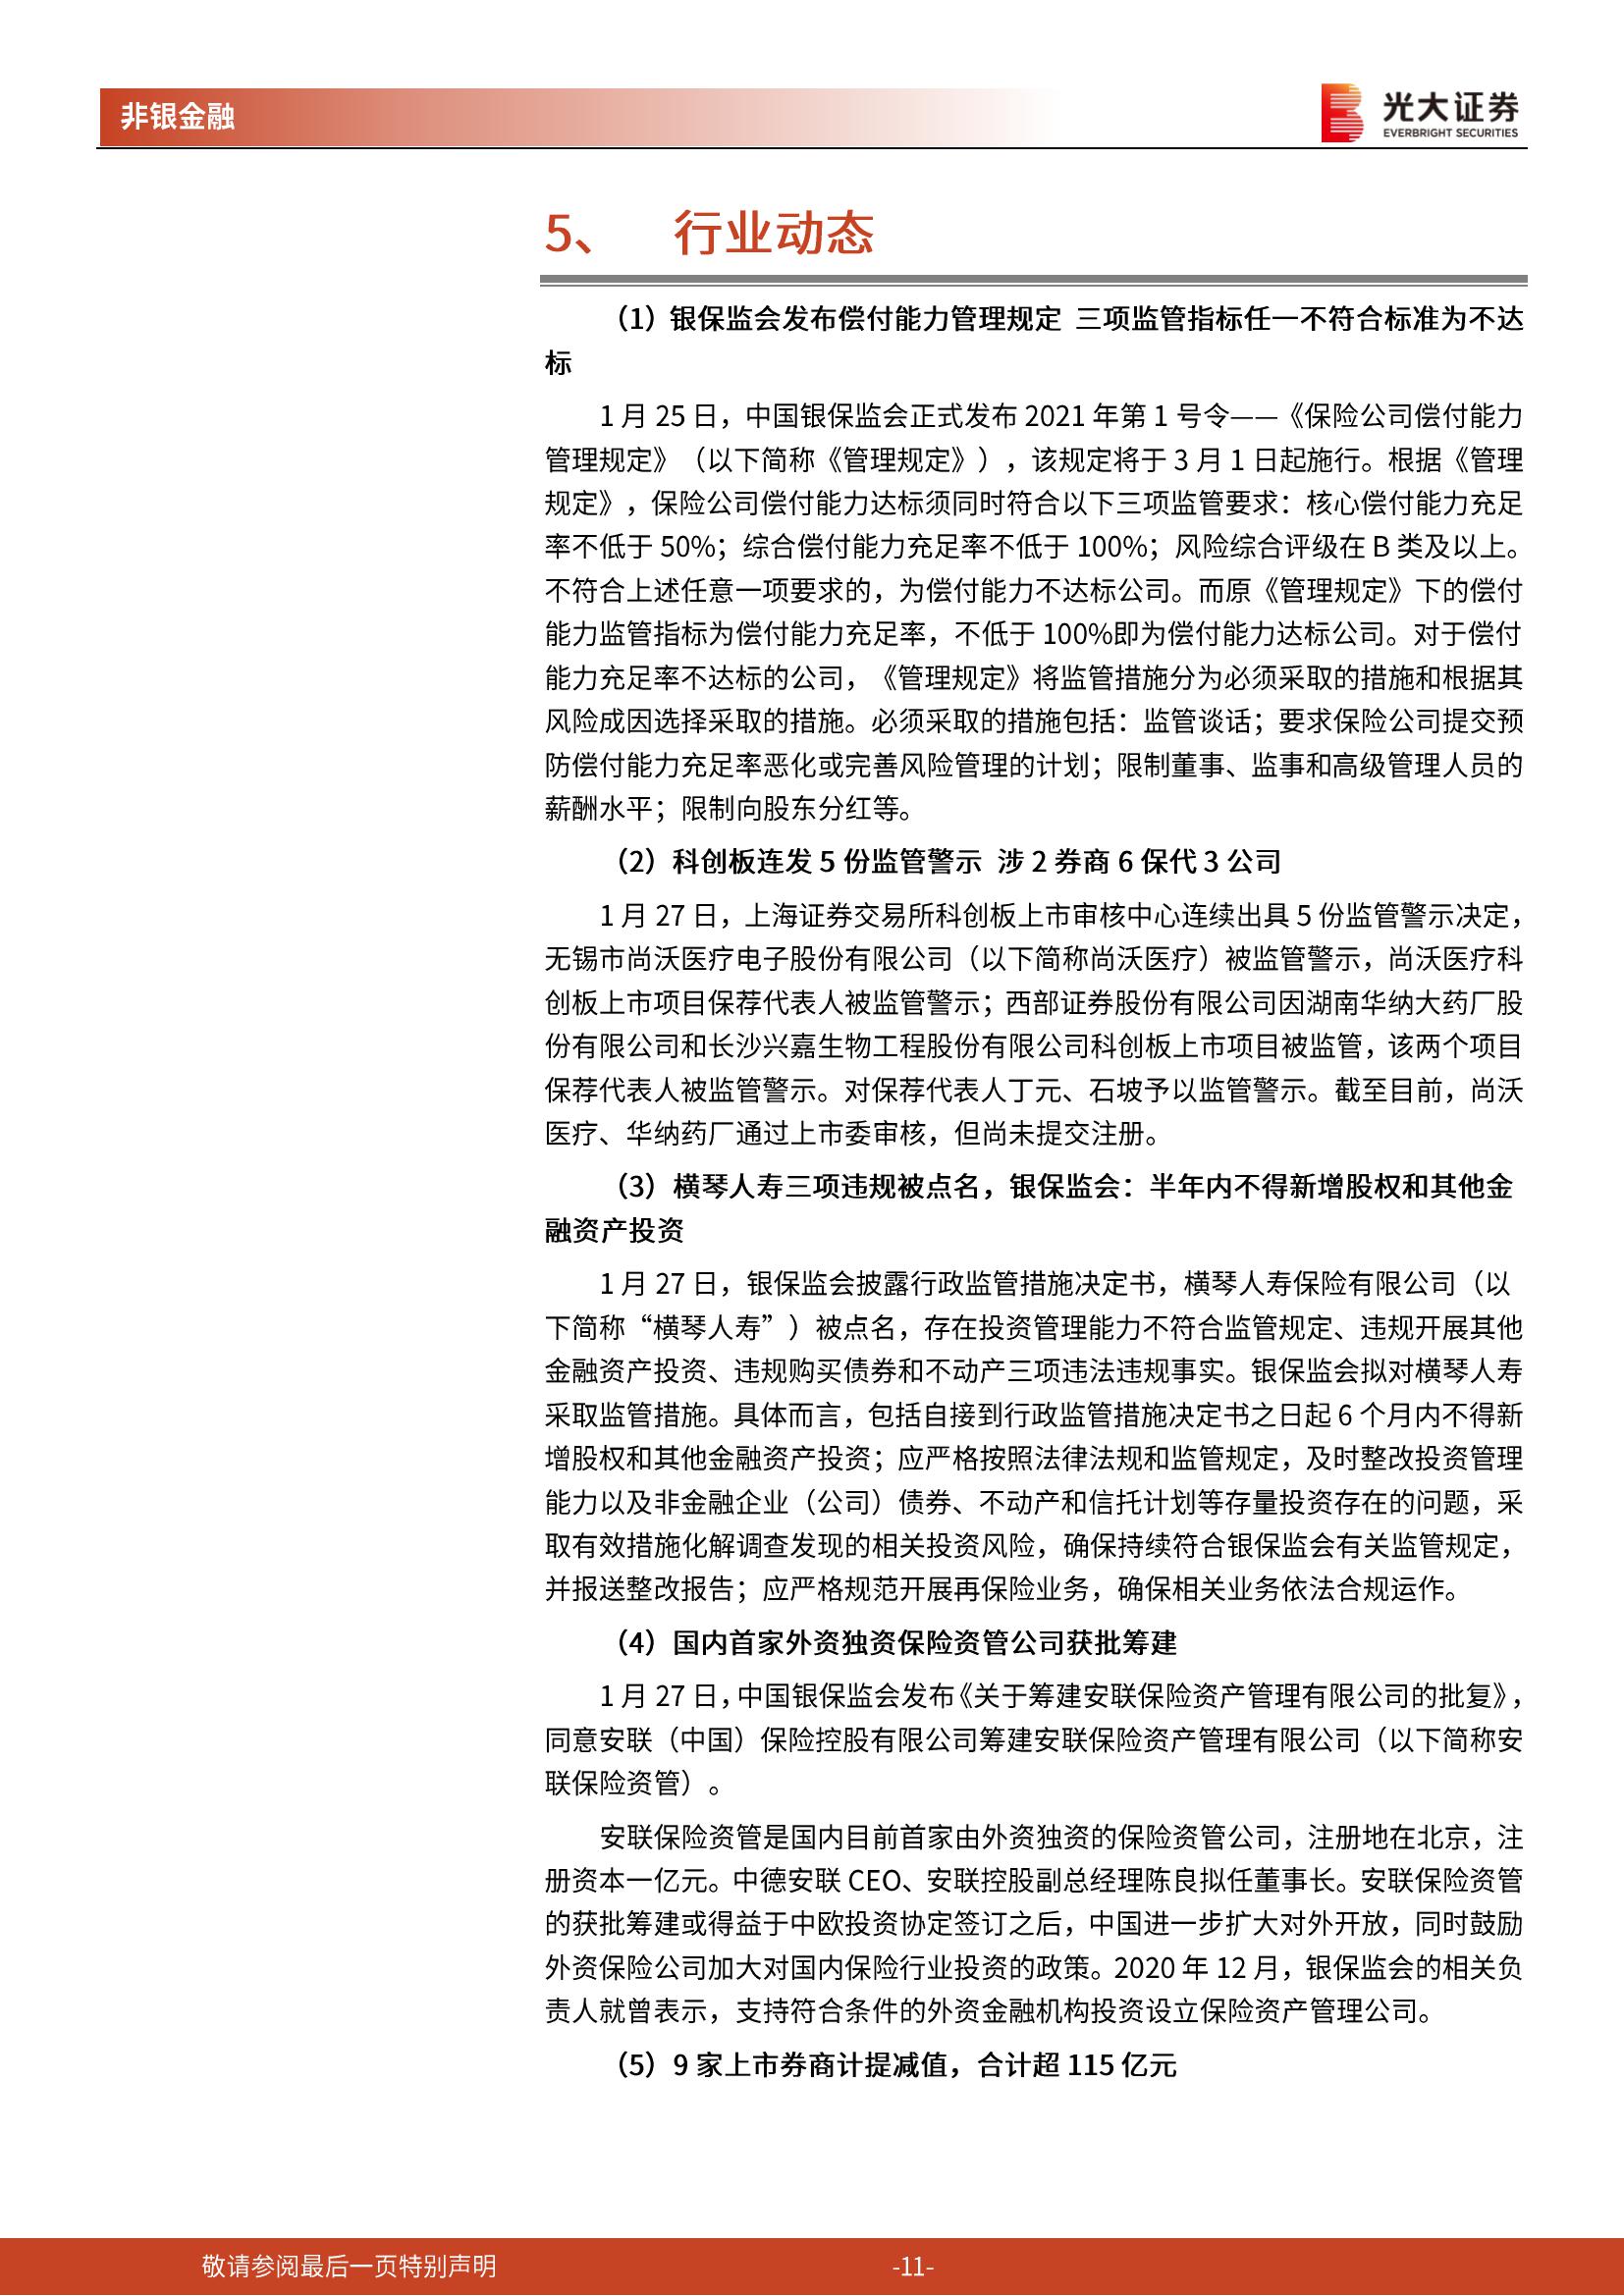 非银金融
光大证券
EVERBRIGHT SECURITIES
5、 行业动态
（1）银保监会发布偿付能力管理规定 三项监管指标任一不符合标准为不达
标
1 月 25 日，中国银保监会正式发布 2021 年第 1 号令——《保险公司偿付能力
管理规定》（以下简称《管理规定》），该规定将于 3 月 1 日起施行。根据《管理
规定》，保险公司偿付能力达标须同时符合以下三项监管要求：核心偿付能力充足
率不低于 50%；综合偿付能力充足率不低于 100%；风险综合评级在 B 类及以上。
不符合上述任意一项要求的，为偿付能力不达标公司。而原《管理规定》下的偿付
能力监管指标为偿付能力充足率，不低于 100%即为偿付能力达标公司。对于偿付
能力充足率不达标的公司，《管理规定》将监管措施分为必须采取的措施和根据其
风险成因选择采取的措施。必须采取的措施包括：监管谈话；要求保险公司提交预
防偿付能力充足率恶化或完善风险管理的计划；限制董事、监事和高级管理人员的
薪酬水平；限制向股东分红等。
（2）科创板连发 5 份监管警示 涉 2 券商 6 保代 3 公司
1 月 27 日，上海证券交易所科创板上市审核中心连续出具 5 份监管警示决定，
无锡市尚沃医疗电子股份有限公司（以下简称尚沃医疗）被监管警示，尚沃医疗科
创板上市项目保荐代表人被监管警示；西部证券股份有限公司因湖南华纳大药厂股
份有限公司和长沙兴嘉生物工程股份有限公司科创板上市项目被监管，该两个项目
保荐代表人被监管警示。对保荐代表人丁元、石坡予以监管警示。截至目前，尚沃
医疗、华纳药厂通过上市委审核，但尚未提交注册。
（3）横琴人寿三项违规被点名，银保监会：半年内不得新增股权和其他金
融资产投资
1 月 27 日，银保监会披露行政监管措施决定书，横琴人寿保险有限公司（以
下简称“横琴人寿”）被点名，存在投资管理能力不符合监管规定、违规开展其他
金融资产投资、违规购买债券和不动产三项违法违规事实。银保监会拟对横琴人寿
采取监管措施。具体而言，包括自接到行政监管措施决定书之日起 6 个月内不得新
增股权和其他金融资产投资；应严格按照法律法规和监管规定，及时整改投资管理
能力以及非金融企业（公司）债券、不动产和信托计划等存量投资存在的问题，采
取有效措施化解调查发现的相关投资风险，确保持续符合银保监会有关监管规定，
并报送整改报告；应严格规范开展再保险业务，确保相关业务依法合规运作。
（4）国内首家外资独资保险资管公司获批筹建
1 月 27 日，中国银保监会发布《关于筹建安联保险资产管理有限公司的批复》，
同意安联（中国）保险控股有限公司筹建安联保险资产管理有限公司（以下简称安
联保险资管）。
安联保险资管是国内目前首家由外资独资的保险资管公司，注册地在北京，注
册资本一亿元。中德安联 CEO、安联控股副总经理陈良拟任董事长。安联保险资管
的获批筹建或得益于中欧投资协定签订之后，中国进一步扩大对外开放，同时鼓励
外资保险公司加大对国内保险行业投资的政策。2020 年 12 月，银保监会的相关负
责人就曾表示，支持符合条件的外资金融机构投资设立保险资产管理公司。
（5）9 家上市券商计提减值，合计超 115 亿元
敬请参阅最后一页特别声明
-11-